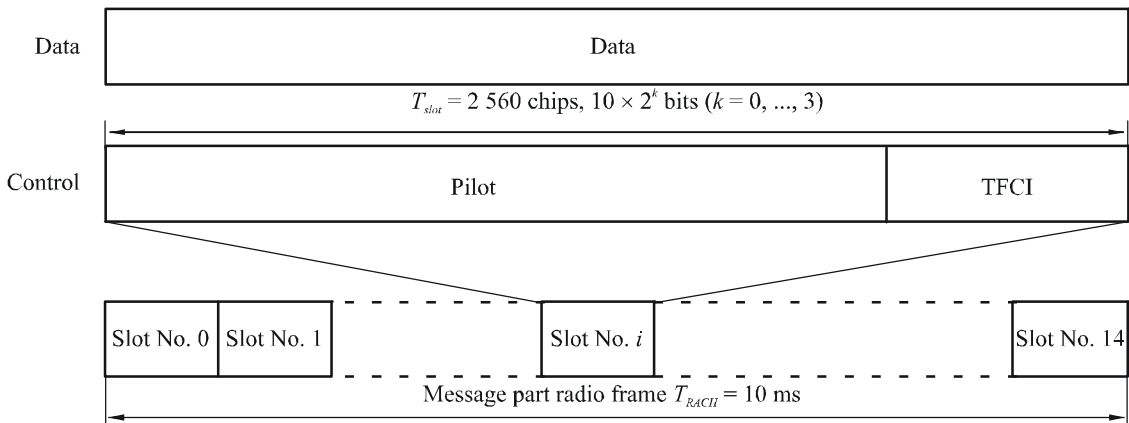 Data Data
T_slot = 2 560 chips, 10 × 2^k bits (k = 0, ..., 3)
Control Pilot TFCI
Slot No. 0 Slot No. 1 Slot No. i Slot No. 14
Message part radio frame T_RACH = 10 ms